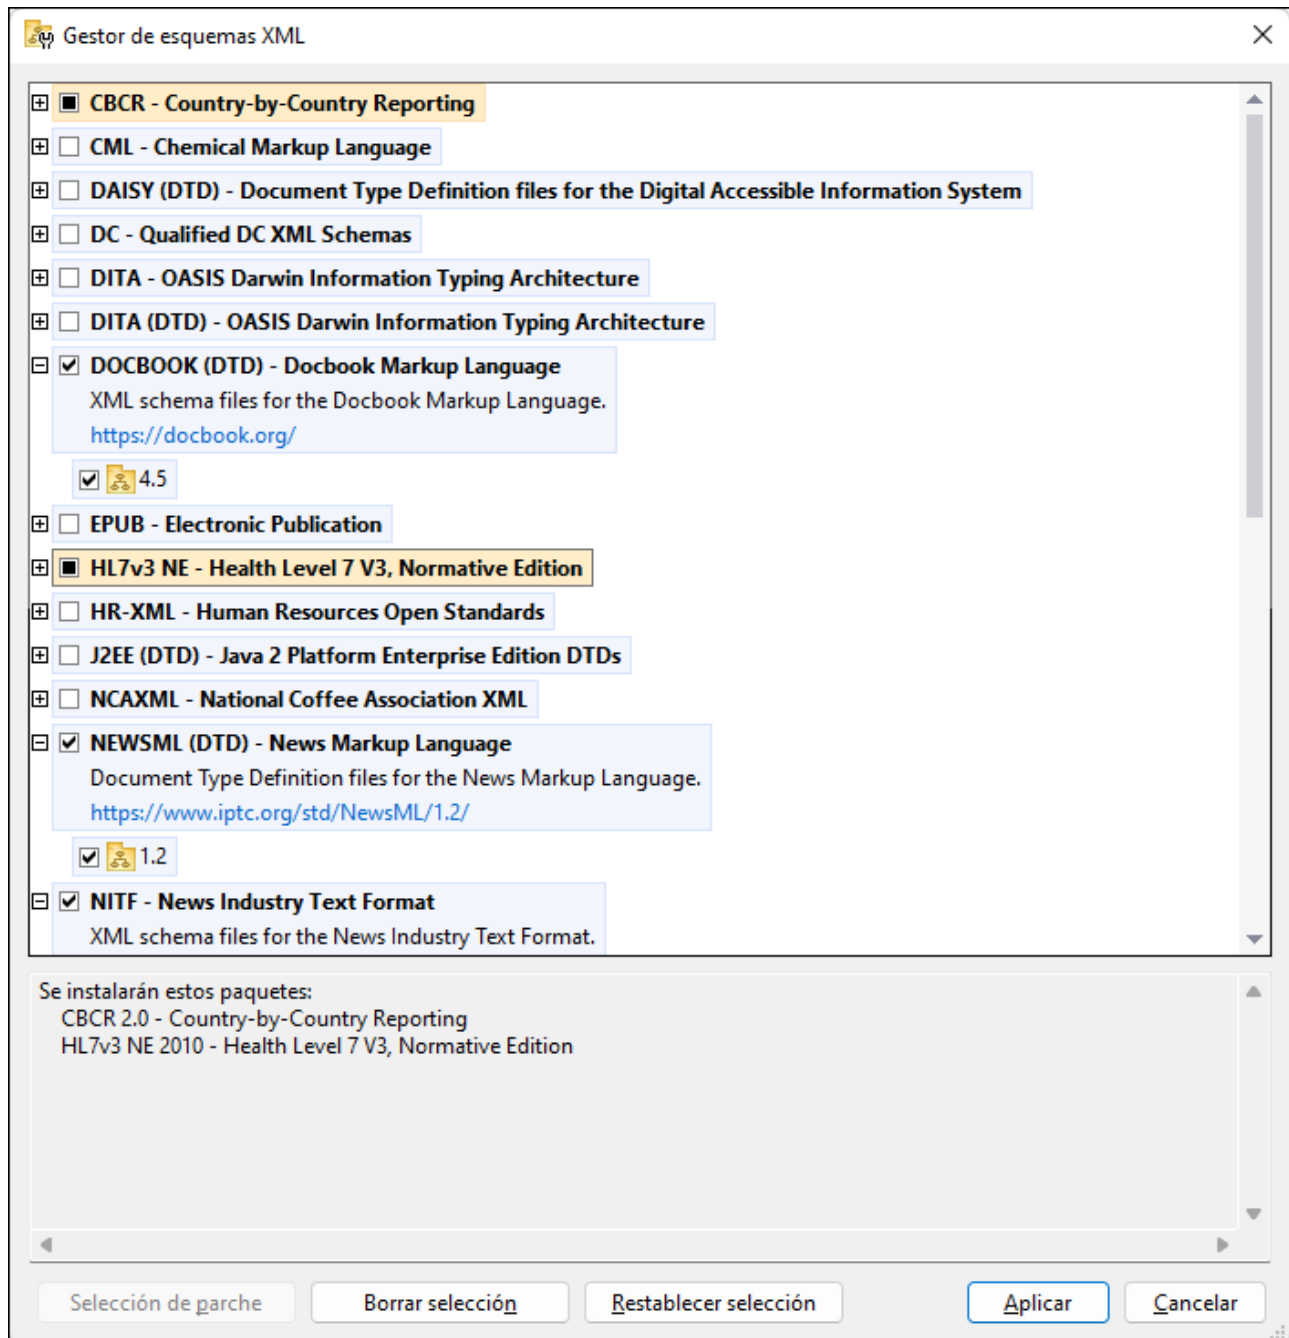 Gestor de esquemas XML
CBCR - Country-by-Country Reporting
CML - Chemical Markup Language
DAISY (DTD) - Document Type Definition files for the Digital Accessible Information System
DC - Qualified DC XML Schemas
DITA - OASIS Darwin Information Typing Architecture
DITA (DTD) - OASIS Darwin Information Typing Architecture
DOCBOOK (DTD) - Docbook Markup Language
XML schema files for the Docbook Markup Language.
https://docbook.org/
4.5
EPUB - Electronic Publication
HL7v3 NE - Health Level 7 V3, Normative Edition
HR-XML - Human Resources Open Standards
J2EE (DTD) - Java 2 Platform Enterprise Edition DTDs
NCAXML - National Coffee Association XML
NEWSML (DTD) - News Markup Language
Document Type Definition files for the News Markup Language.
https://www.iptc.org/std/NewsML/1.2/
1.2
NITF - News Industry Text Format
XML schema files for the News Industry Text Format.
Se instalarán estos paquetes:
CBCR 2.0 - Country-by-Country Reporting
HL7v3 NE 2010 - Health Level 7 V3, Normative Edition
Selección de parche Borrar selección Restablecer selección Aplicar Cancelar